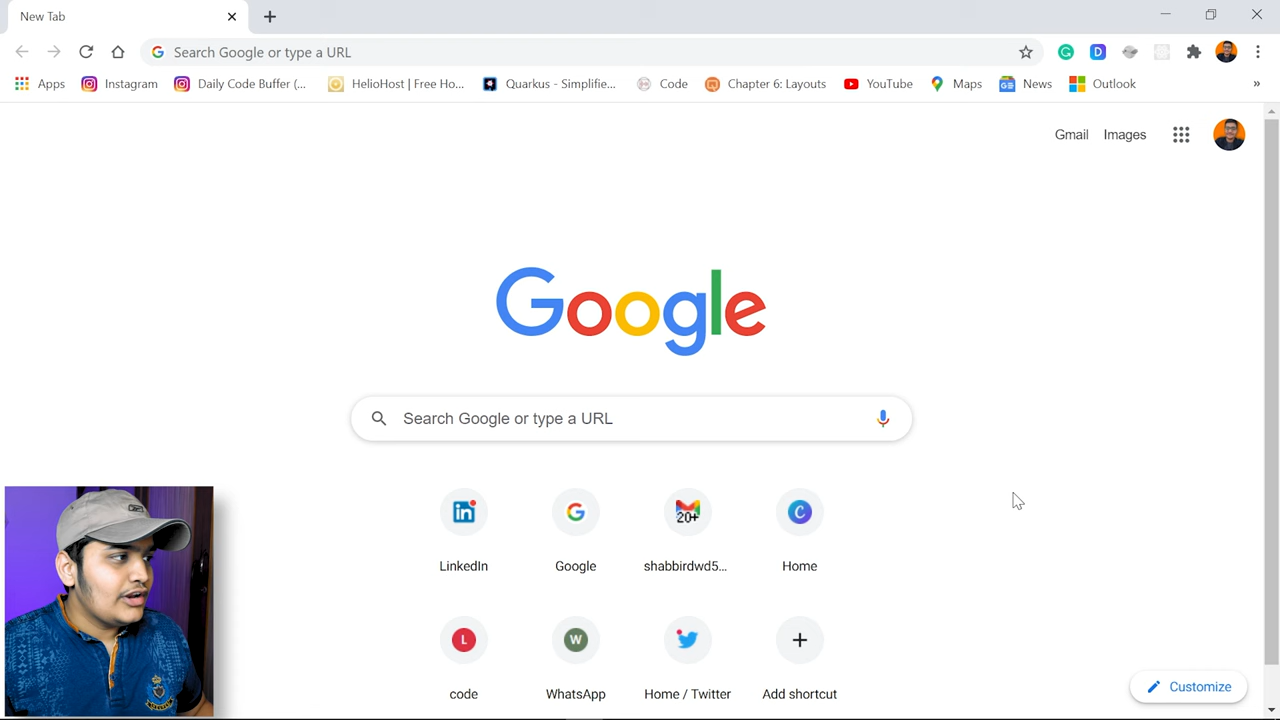 New Tab
Search Google or type a URL
Apps Instagram Daily Code Buffer (... HelioHost | Free Ho... Quarkus - Simplifie... Code Chapter 6: Layouts YouTube Maps News Outlook »
Gmail Images
Google
Search Google or type a URL
20+
LinkedIn Google shabbirdwd5... Home
L W
code WhatsApp Home / Twitter Add shortcut
Customize